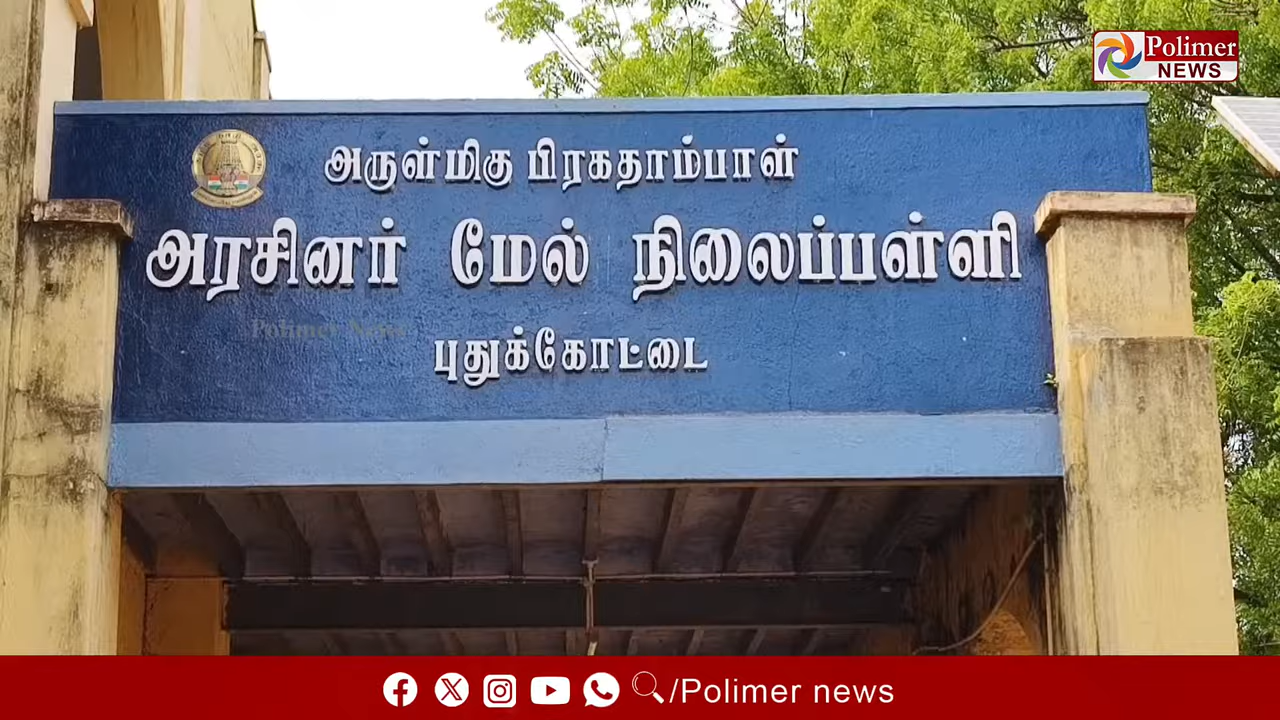 Polimer
NEWS
அருள்மிகு பிரகதாம்பாள்
அரசினர் மேல் நிலைப்பள்ளி
Polimer News
புதுக்கோட்டை
/Polimer news